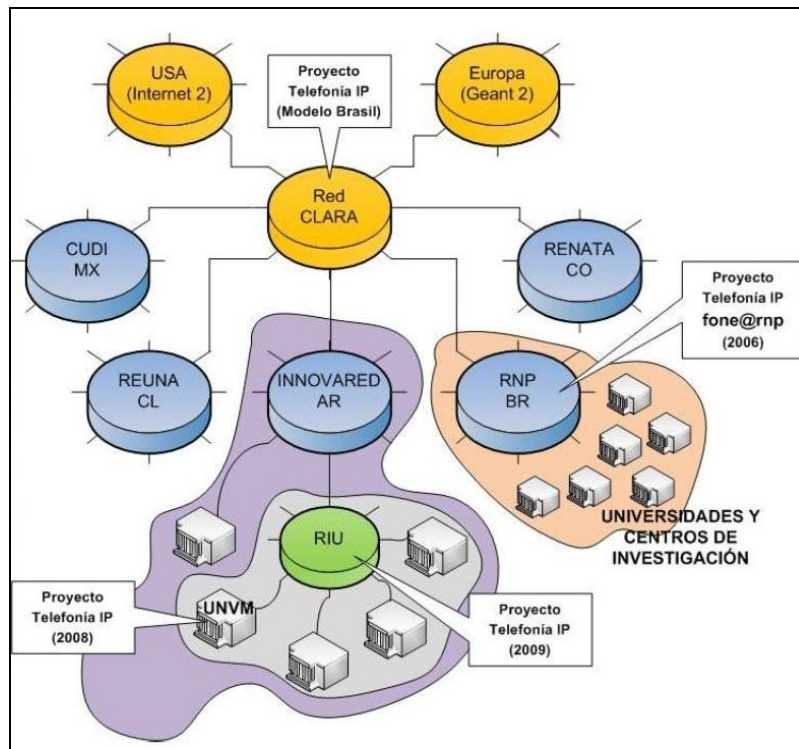 USA
(Internet 2)
Proyecto
Telefonía IP
(Modelo Brasil)
Europa
(Geant 2)
Red
CLARA
CUDI
MX
RENATA
CO
Proyecto
Telefonía IP
fone@rnp
(2006)
REUNA
CL
INNOVARED
AR
RNP
BR
UNIVERSIDADES Y
CENTROS DE
INVESTIGACIÓN
RIU
UNVM
Proyecto
Telefonía IP
(2008)
Proyecto
Telefonía IP
(2009)